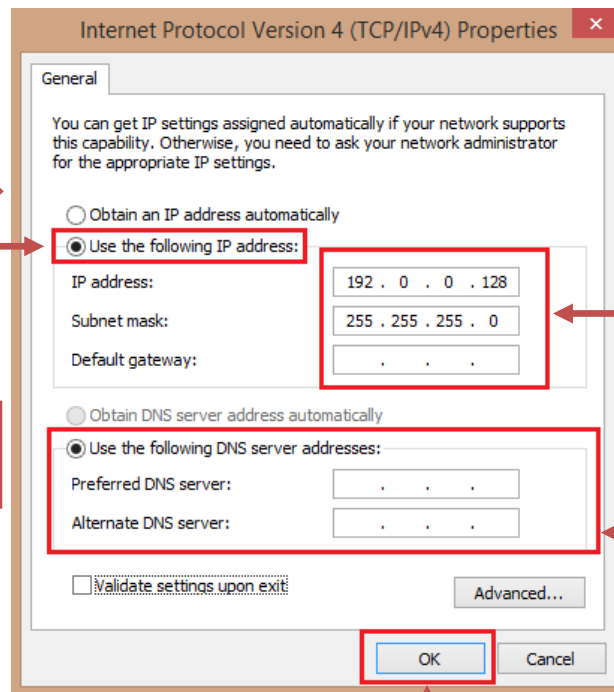 Internet Protocol Version 4 (TCP/IPv4) Properties
General
You can get IP settings assigned automatically if your network supports
this capability. Otherwise, you need to ask your network administrator
for the appropriate IP settings.
Obtain an IP address automatically
Use the following IP address:
IP address: 192 . 0 . 0 . 128
Subnet mask: 255 . 255 . 255 . 0
Default gateway: . . .
Obtain DNS server address automatically
Use the following DNS server addresses:
Preferred DNS server: . . .
Alternate DNS server: . . .
Validate settings upon exit
Advanced...
OK Cancel